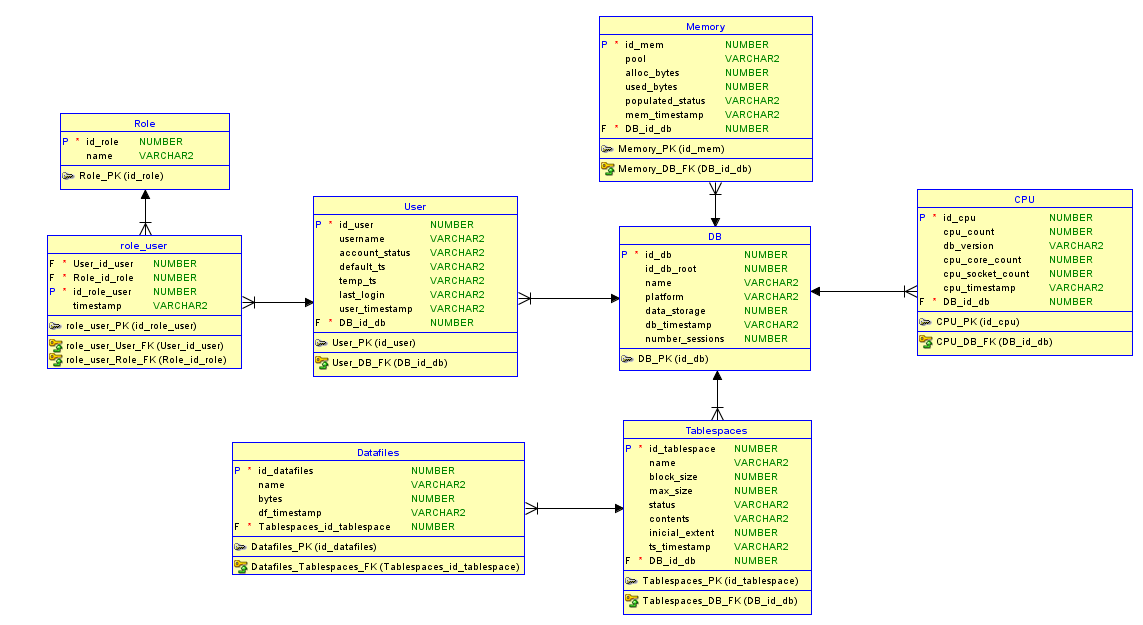 Memory
P * id_mem NUMBER
pool VARCHAR2
alloc_bytes NUMBER
used_bytes NUMBER
populated_status VARCHAR2
mem_timestamp VARCHAR2
F * DB_id_db NUMBER
Memory_PK (id_mem)
Memory_DB_FK (DB_id_db)
Role
P * id_role NUMBER
name VARCHAR2
Role_PK (id_role)
User
P * id_user NUMBER
username VARCHAR2
account_status VARCHAR2
default_ts VARCHAR2
temp_ts VARCHAR2
last_login VARCHAR2
user_timestamp VARCHAR2
F * DB_id_db NUMBER
User_PK (id_user)
User_DB_FK (DB_id_db)
CPU
P * id_cpu NUMBER
cpu_count NUMBER
db_version VARCHAR2
cpu_core_count NUMBER
cpu_socket_count NUMBER
cpu_timestamp VARCHAR2
F * DB_id_db NUMBER
CPU_PK (id_cpu)
CPU_DB_FK (DB_id_db)
role_user
F * User_id_user NUMBER
F * Role_id_role NUMBER
P * id_role_user NUMBER
timestamp VARCHAR2
role_user_PK (id_role_user)
role_user_User_FK (User_id_user)
role_user_Role_FK (Role_id_role)
DB
P * id_db NUMBER
id_db_root NUMBER
name VARCHAR2
platform VARCHAR2
data_storage NUMBER
db_timestamp VARCHAR2
number_sessions NUMBER
DB_PK (id_db)
Datafiles
P * id_datafiles NUMBER
name VARCHAR2
bytes NUMBER
df_timestamp VARCHAR2
F * Tablespaces_id_tablespace NUMBER
Datafiles_PK (id_datafiles)
Datafiles_Tablespaces_FK (Tablespaces_id_tablespace)
Tablespaces
P * id_tablespace NUMBER
name VARCHAR2
block_size NUMBER
max_size NUMBER
status VARCHAR2
contents VARCHAR2
inicial_extent NUMBER
ts_timestamp VARCHAR2
F * DB_id_db NUMBER
Tablespaces_PK (id_tablespace)
Tablespaces_DB_FK (DB_id_db)